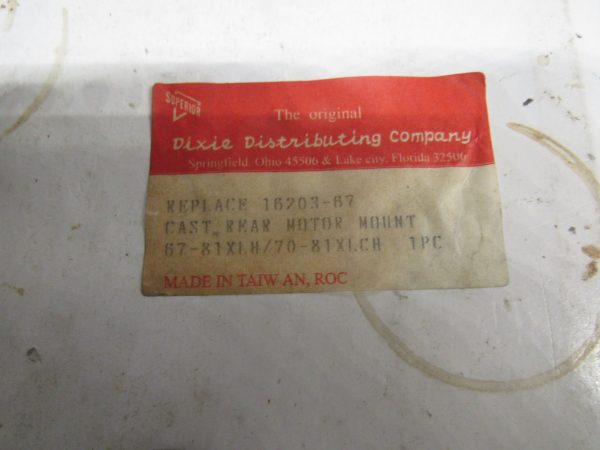 SUPERIOR
The original
Dixie Distributing Company
Springfield, Ohio 45506 & Lake city, Florida 32506
REPLACE 16203-67
CAST REAR MOTOR MOUNT
67-81XLH/70-81XLCH 1PC
MADE IN TAIW AN, ROC